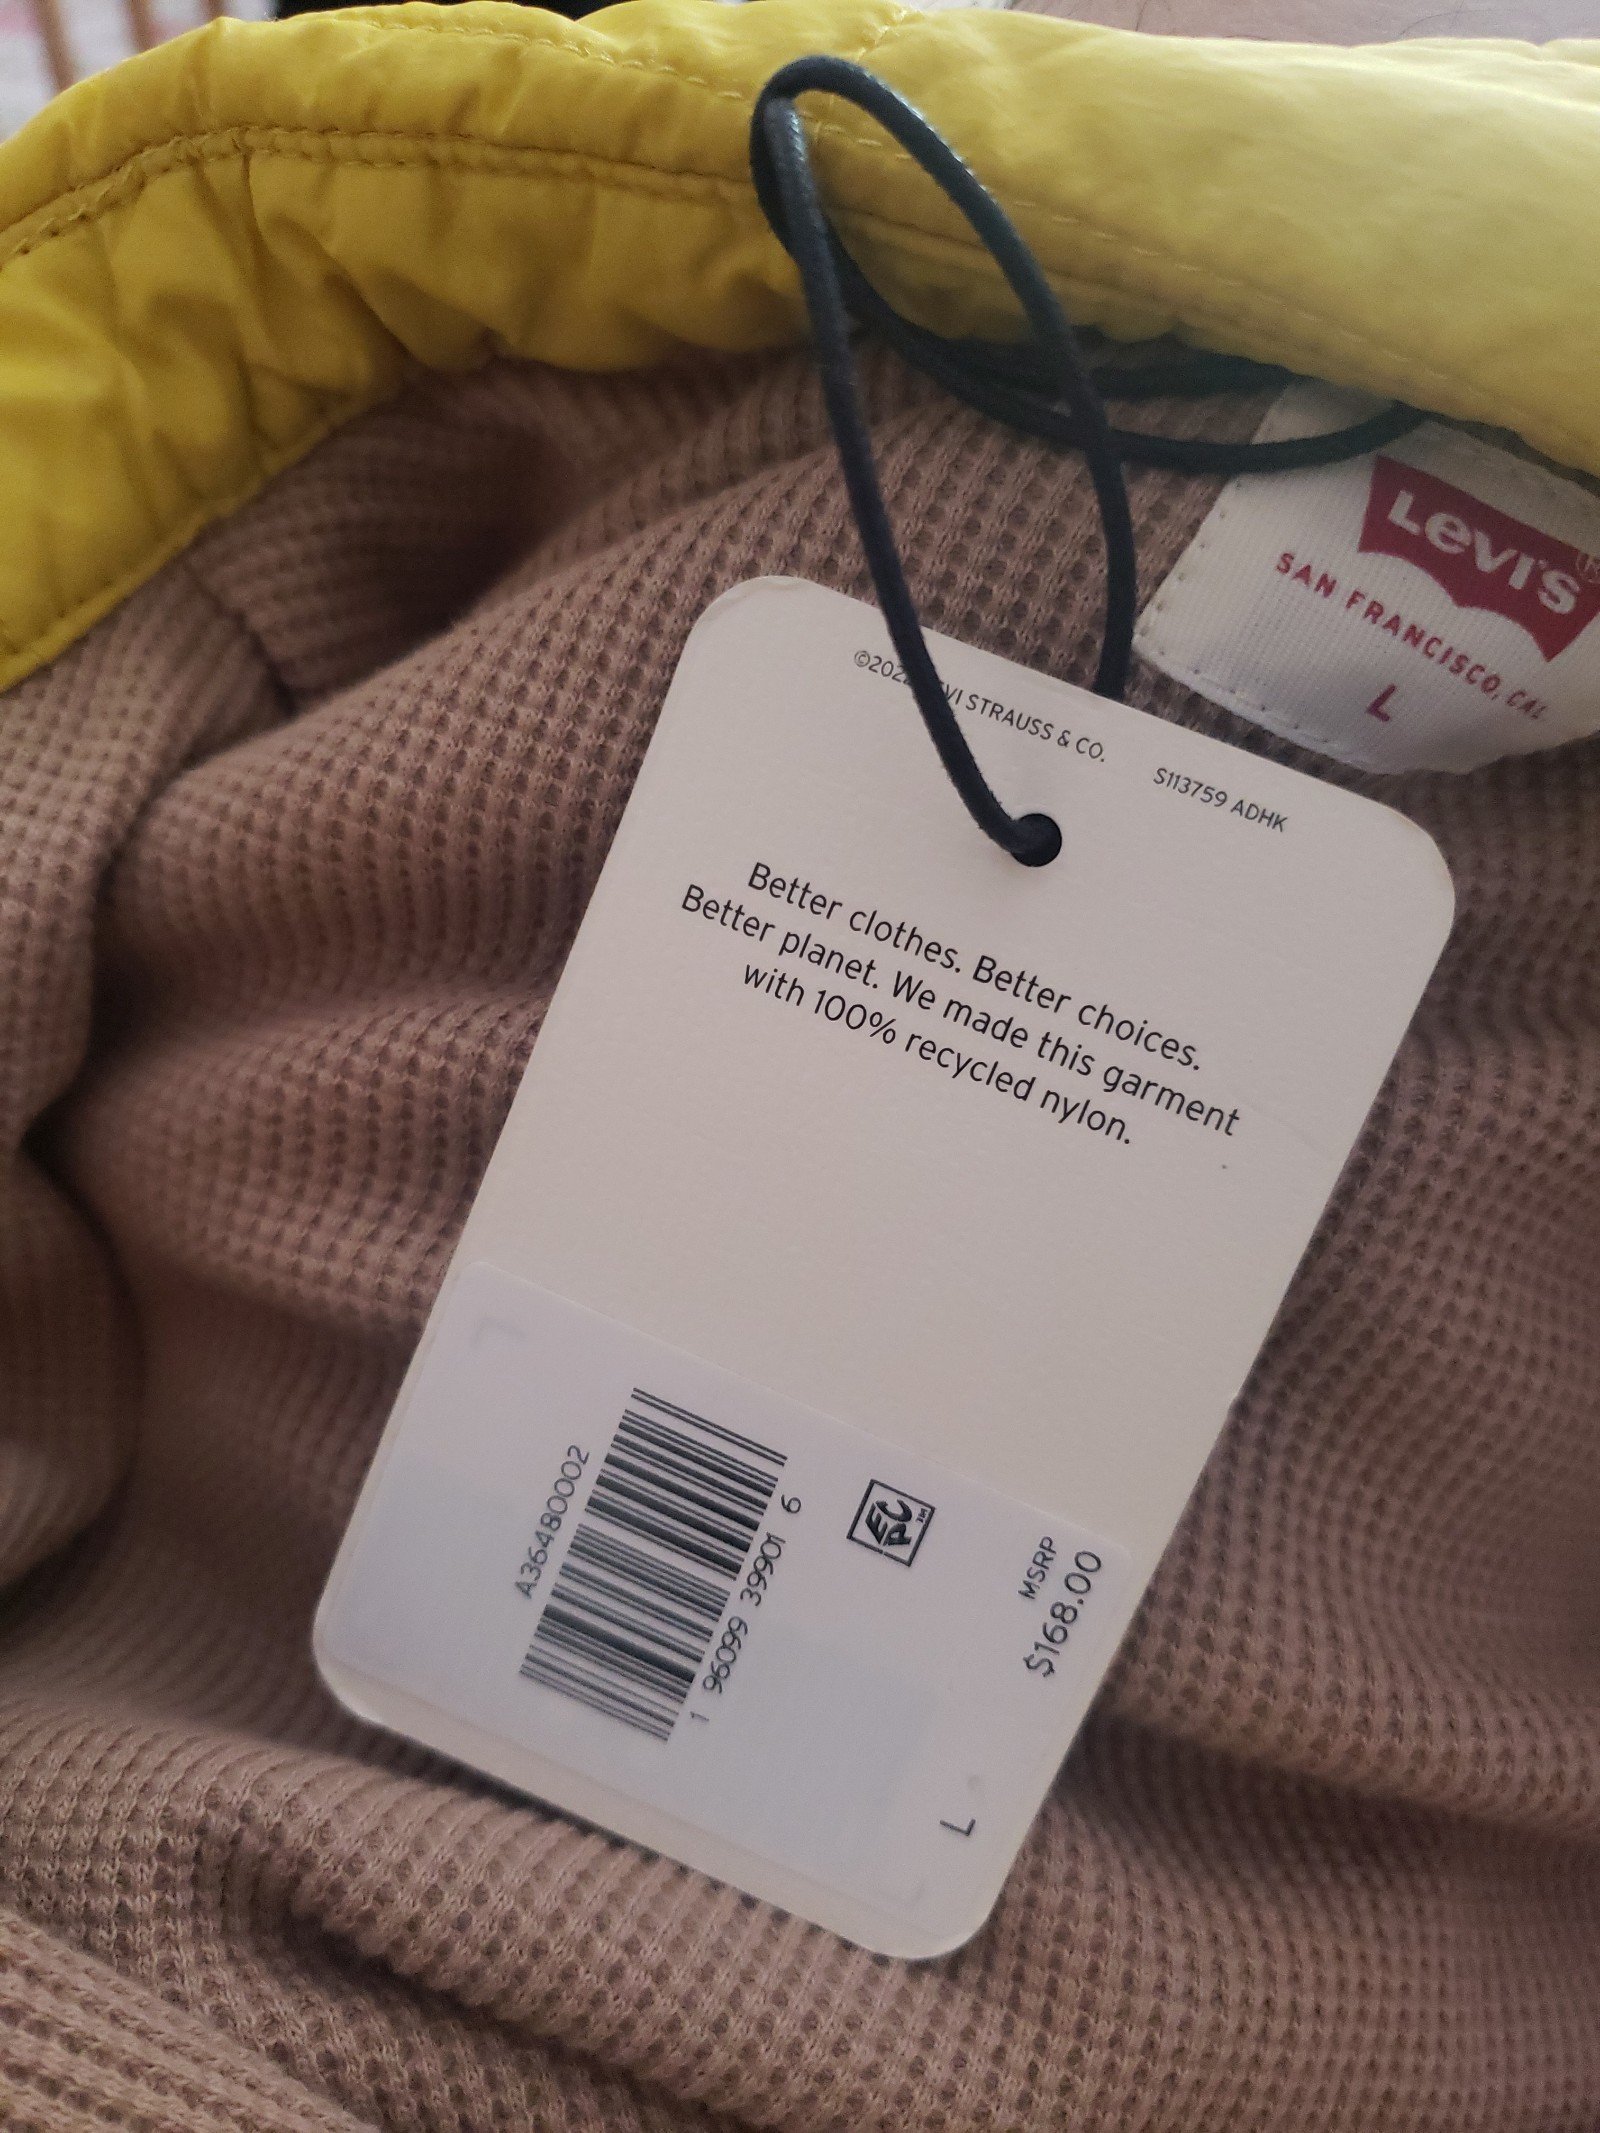 LEVI'S
®
SAN FRANCISCO, CAL
L
STRAUSS & CO.
S113759 ADHK
Better clothes. Better choices.
Better planet. We made this garment
with 100% recycled nylon.
A36480002
1 96099 39901 6
EPC
MSRP
$168.00
L